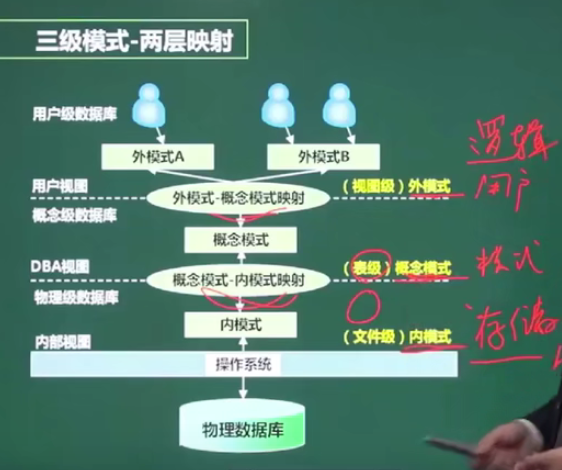 三级模式-两层映射
用户级数据库
外模式A
外模式B
逻辑
用户视图
外模式-概念模式映射
(视图级)外模式
用户
概念级数据库
概念模式
DBA视图
概念模式-内模式映射
(表级)概念模式
模式
物理级数据库
内模式
内部视图
(文件级)内模式
存储
操作系统
物理数据库